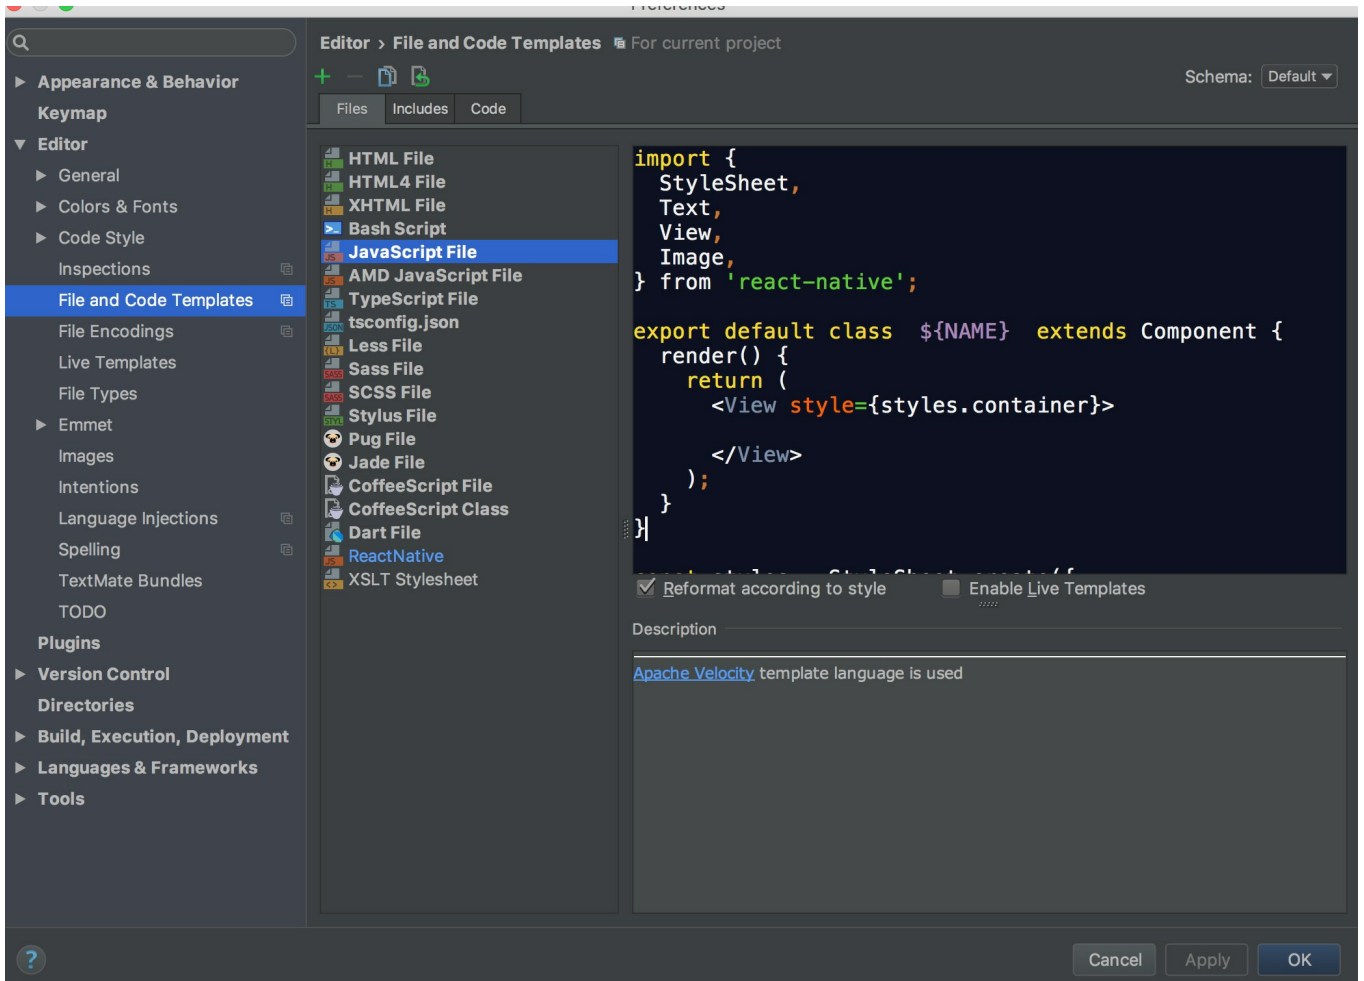 Preferences
Editor › File and Code Templates For current project
Schema: Default
Files Includes Code
Appearance & Behavior
Keymap
Editor
General
Colors & Fonts
Code Style
Inspections
File and Code Templates
File Encodings
Live Templates
File Types
Emmet
Images
Intentions
Language Injections
Spelling
TextMate Bundles
TODO
Plugins
Version Control
Directories
Build, Execution, Deployment
Languages & Frameworks
Tools
HTML File
HTML4 File
XHTML File
Bash Script
JavaScript File
AMD JavaScript File
TypeScript File
tsconfig.json
Less File
Sass File
SCSS File
Stylus File
Pug File
Jade File
CoffeeScript File
CoffeeScript Class
Dart File
ReactNative
XSLT Stylesheet
import {
  StyleSheet,
  Text,
  View,
  Image,
} from 'react-native';
export default class  ${NAME}  extends Component {
  render() {
    return (
      <View style={styles.container}>
      </View>
    );
  }
}
const styles = StyleSheet.create({
Reformat according to style Enable Live Templates
Description
Apache Velocity template language is used
? Cancel Apply OK